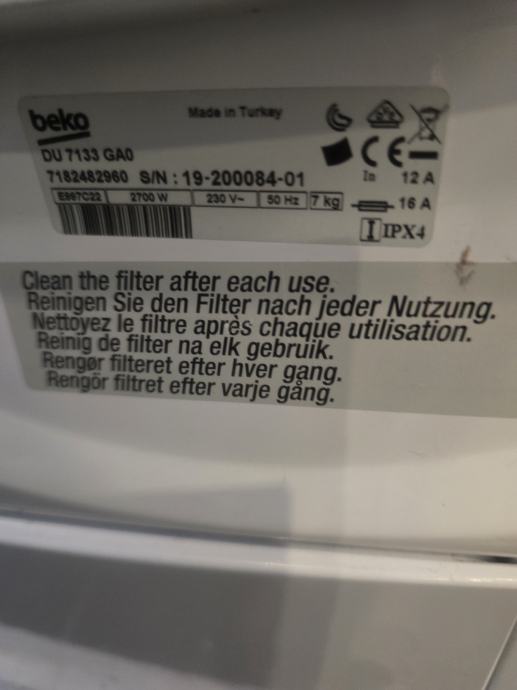 beko
Made in Turkey
DU 7133 GA0
7182482960 S/N : 19-200084-01
In 12 A
E997C22 2700 W 230 V~ 50 Hz 7 kg
16 A
IPX4
Clean the filter after each use.
Reinigen Sie den Filter nach jeder Nutzung.
Nettoyez le filtre après chaque utilisation.
Reinig de filter na elk gebruik.
Rengør filteret efter hver gang.
Rengör filtret efter varje gång.